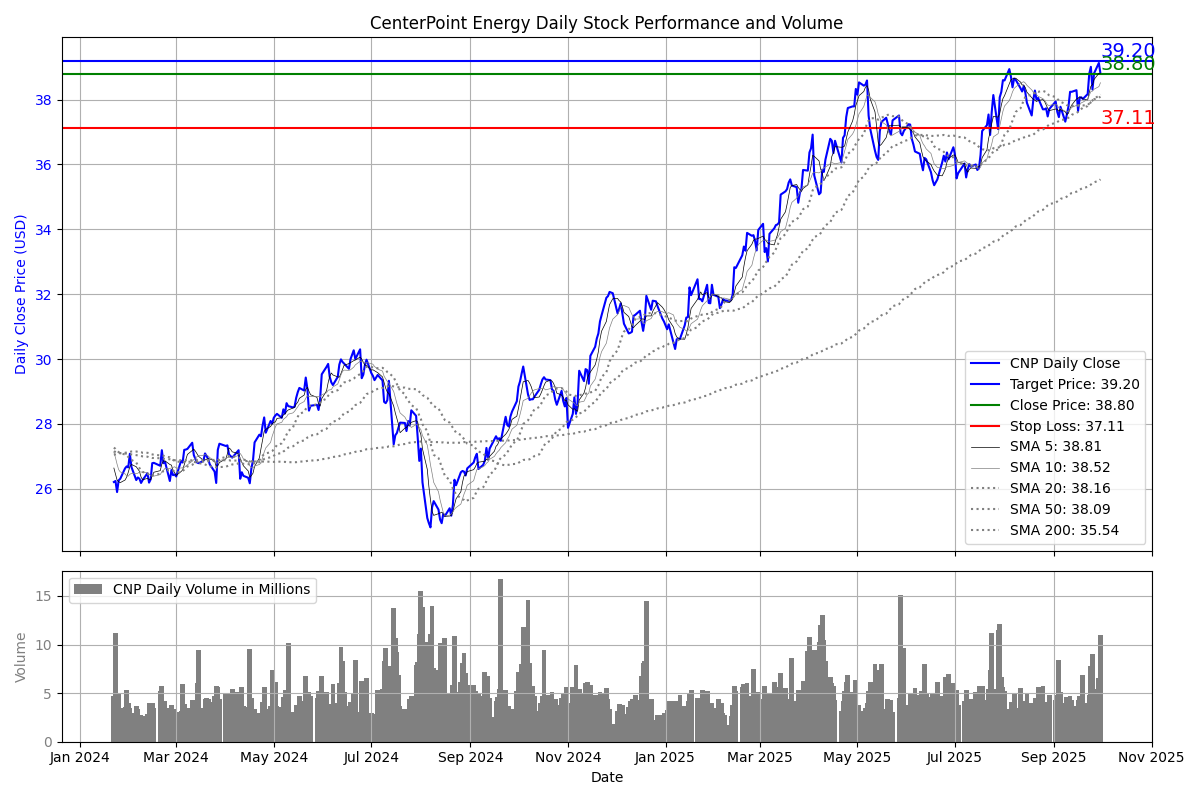 CenterPoint Energy Daily Stock Performance and Volume
39.20
38.80
37.11
Daily Close Price (USD)
38
36
34
32
30
28
26
CNP Daily Close
Target Price: 39.20
Close Price: 38.80
Stop Loss: 37.11
SMA 5: 38.81
SMA 10: 38.52
SMA 20: 38.16
SMA 50: 38.09
SMA 200: 35.54
CNP Daily Volume in Millions
Volume
15
10
5
0
Jan 2024 Mar 2024 May 2024 Jul 2024 Sep 2024 Nov 2024 Jan 2025 Mar 2025 May 2025 Jul 2025 Sep 2025 Nov 2025
Date